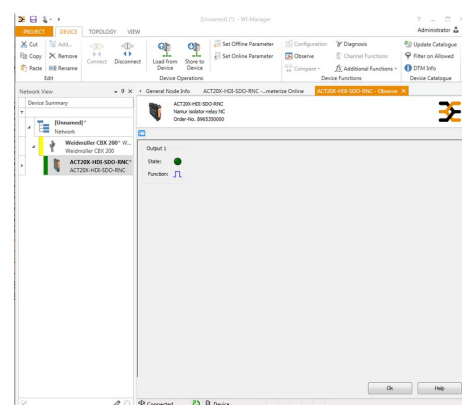 [Unnamed] (*) - WI-Manager
PROJECT DEVICE TOPOLOGY VIEW Administrator
Cut Add... Set Offline Parameter Configuration Diagnosis Update Catalogue
Copy Remove Connect Disconnect Load from Device Store to Device Set Online Parameter Observe Channel Functions Filter on Allowed
Paste Rename Compare Additional Functions DTM Info
Edit Device Operations Device Functions Device Catalogue
Network View General Node Info ACT20X-HDI-SDO-RNC -...meterize Online ACT20X-HDI-SDO-RNC - Observe
Device Summary
ACT20X-HDI-SDO-RNC
Namur isolator-relay NC
Order-No. 8965350000
[Unnamed]*
Network
Weidmüller CBX 200* W...
Weidmüller CBX 200
ACT20X-HDI-SDO-RNC*
ACT20X-HDI-SDO-RNC
Output 1
State:
Function:
Ok Help
Connected Device